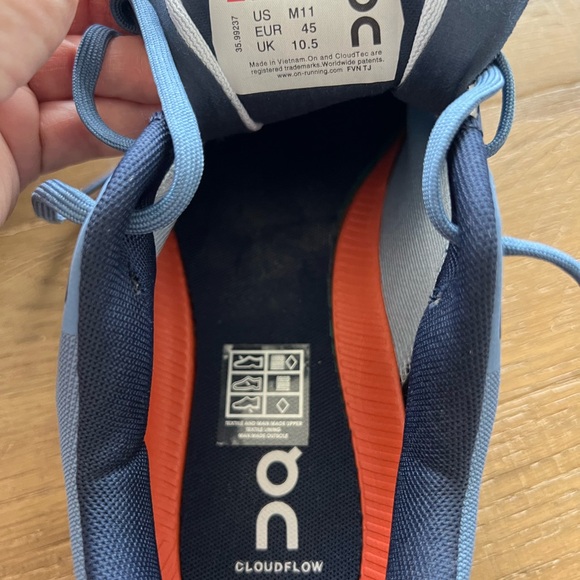 35.99237
US M11
EUR 45
UK 10.5
Made in Vietnam. On and CloudTec are
registered trademarks. Worldwide patents.
www.on-running.com FVN TJ
ON
TEXTILE AND MAN MADE UPPER
TEXTILE LINING
MAN MADE OUTSOLE
ON
CLOUDFLOW